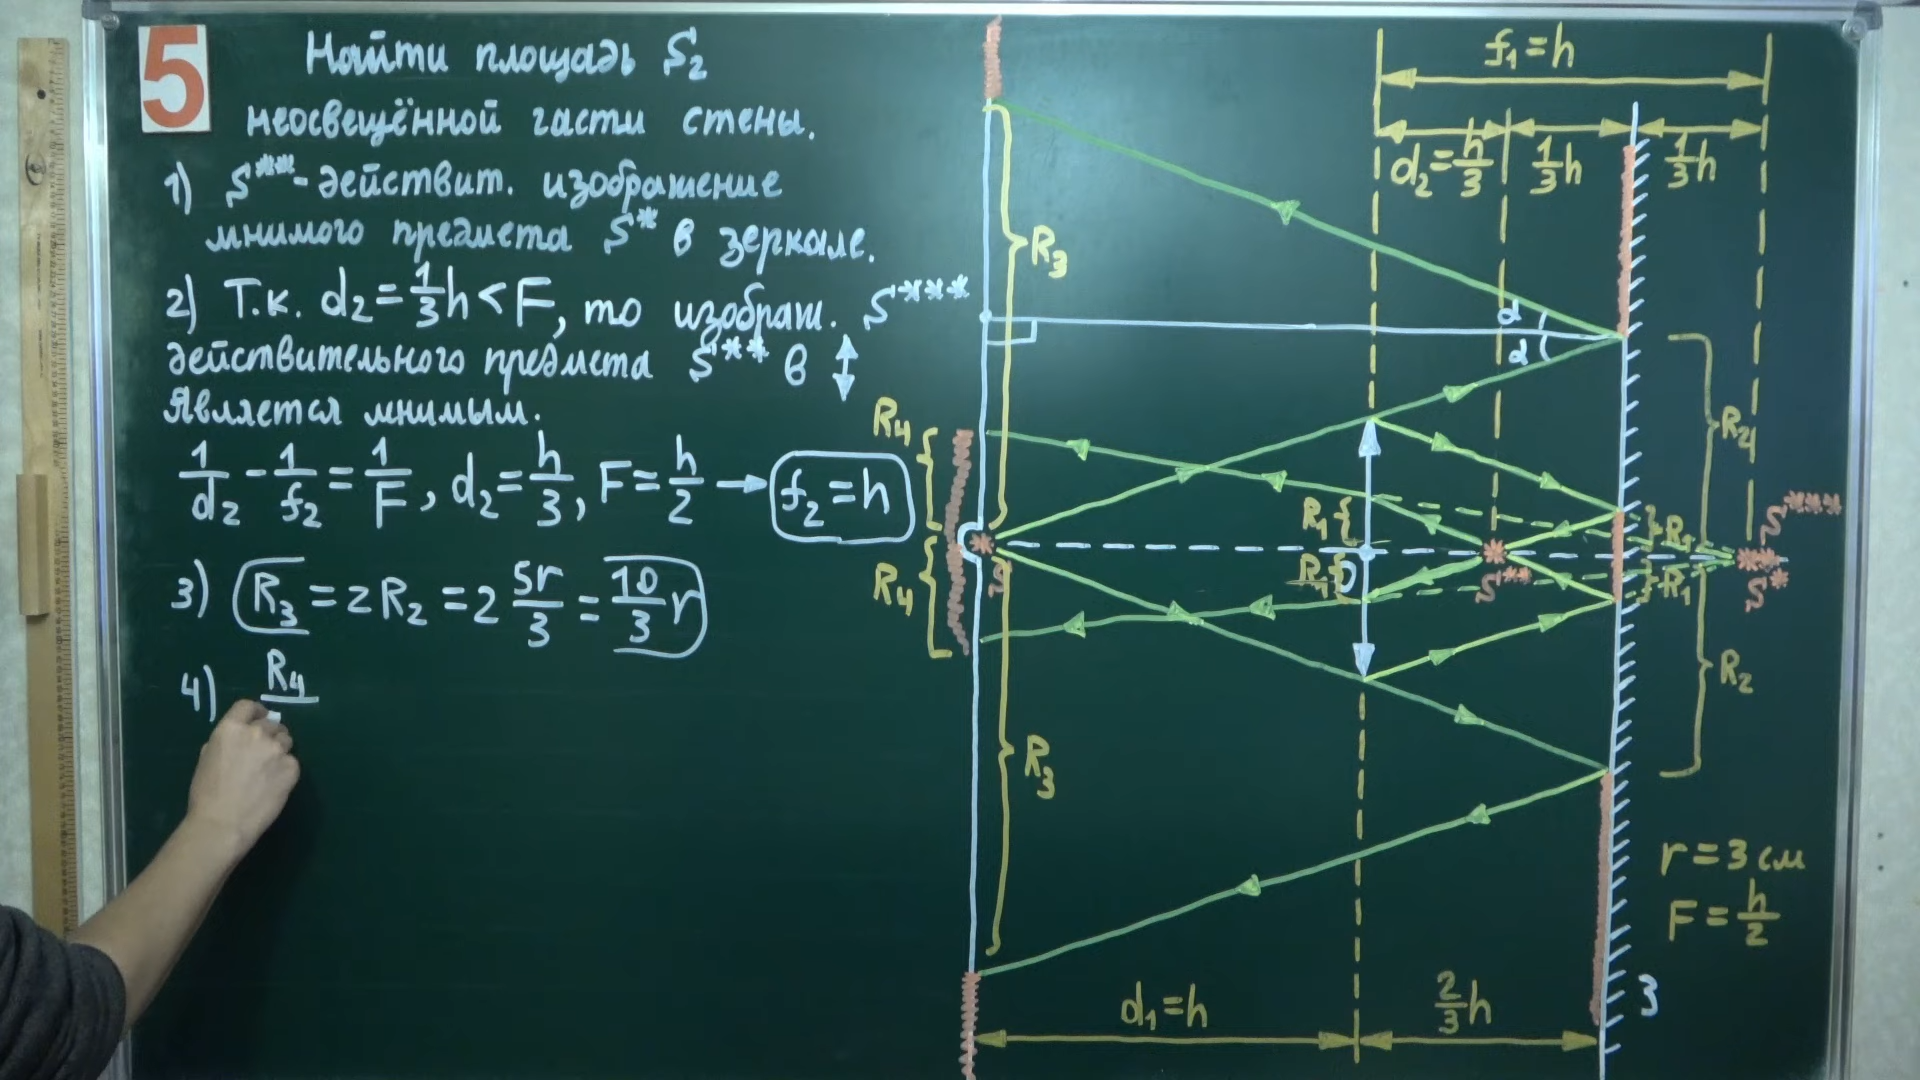 5
Найти площадь S₂
неосвещённой части стены.
1) S** - действит. изображение
мнимого предмета S* в зеркале.
2) Т.к. d₂ = 1/3 h < F, то изображ. S***
действительного предмета S** в
является мнимым.
1/d₂ - 1/f₂ = 1/F, d₂ = h/3, F = h/2 → f₂ = h
3) R₃ = 2R₂ = 2 5r/3 = 10/3 r
4) R₄
f₁ = h
d₂ = h/3
1/3 h
1/3 h
R₃
α
α
R₄
R₄
R₂
R₁
R₁
R₁
R₁
O
S
S**
S***
S*
R₂
R₃
r = 3 см
F = h/2
d₁ = h
2/3 h
З